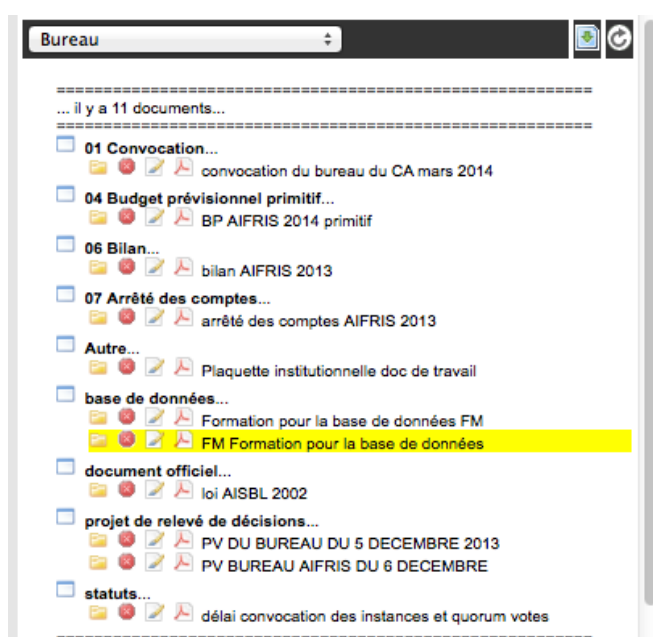 Bureau
=========================================================
... il y a 11 documents...
=========================================================
01 Convocation...
convocation du bureau du CA mars 2014
04 Budget prévisionnel primitif...
BP AIFRIS 2014 primitif
06 Bilan...
bilan AIFRIS 2013
07 Arrêté des comptes...
arrêté des comptes AIFRIS 2013
Autre...
Plaquette institutionnelle doc de travail
base de données...
Formation pour la base de données FM
FM Formation pour la base de données
document officiel...
loi AISBL 2002
projet de relevé de décisions...
PV DU BUREAU DU 5 DECEMBRE 2013
PV BUREAU AIFRIS DU 6 DECEMBRE
statuts...
délai convocation des instances et quorum votes
=========================================================